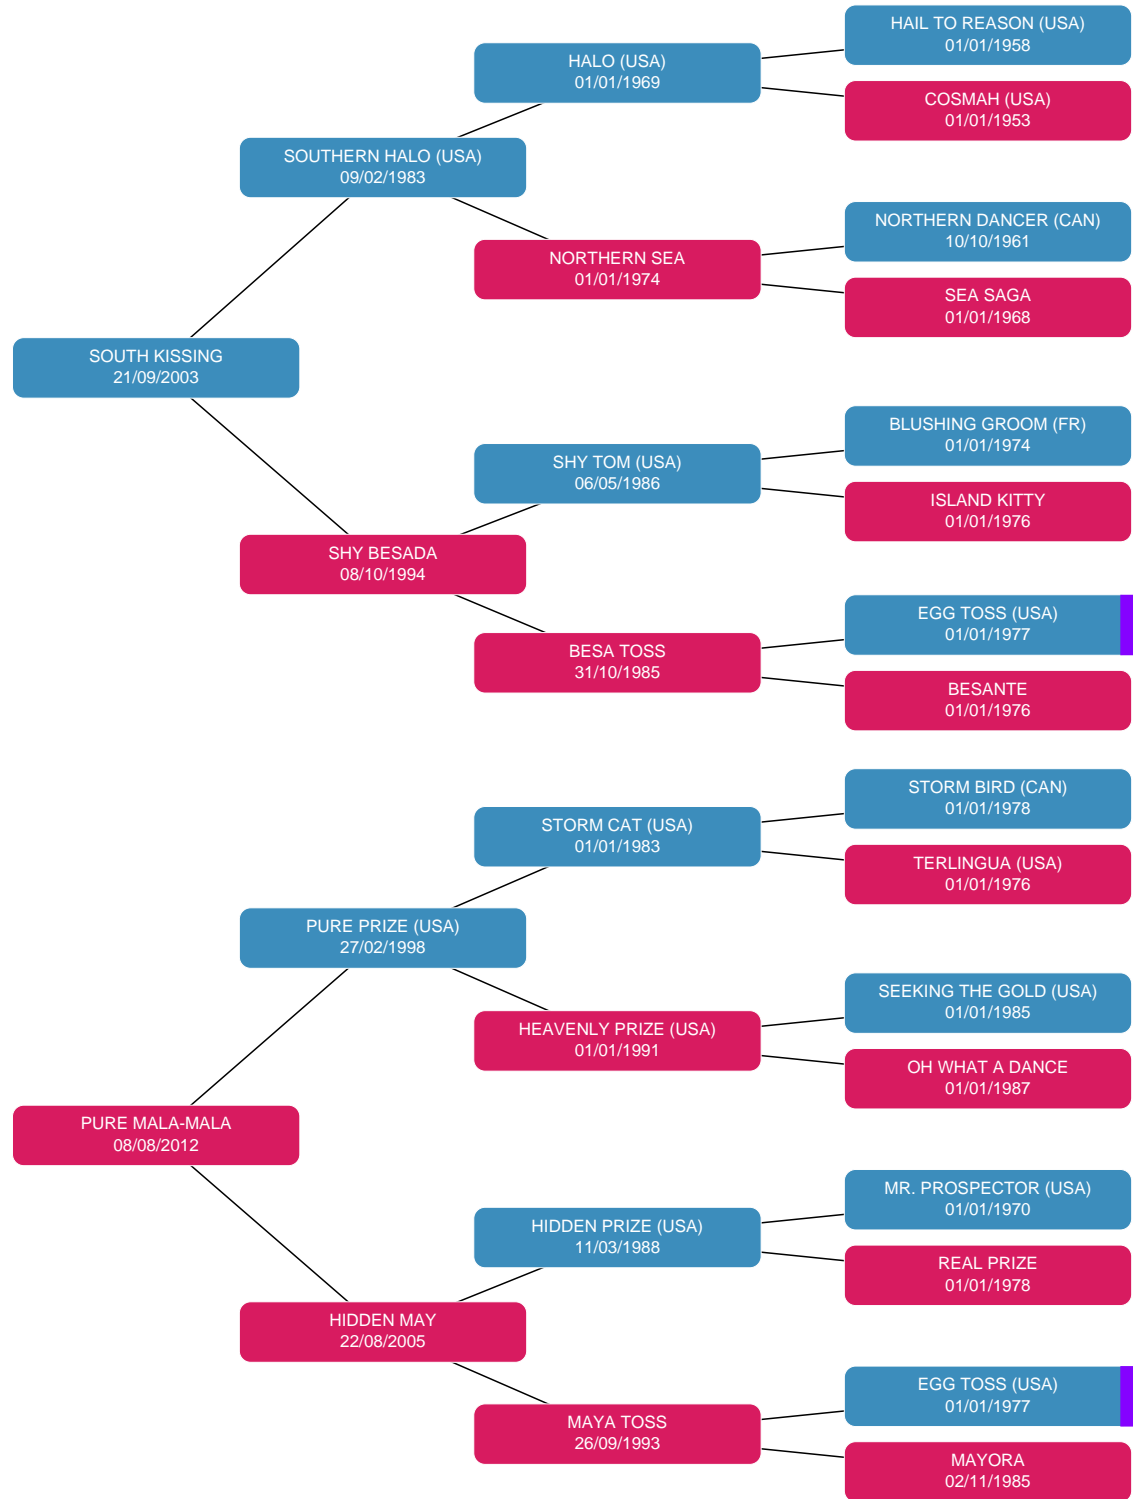 HAIL TO REASON (USA)
01/01/1958
HALO (USA)
01/01/1969
COSMAH (USA)
01/01/1953
SOUTHERN HALO (USA)
09/02/1983
NORTHERN DANCER (CAN)
10/10/1961
NORTHERN SEA
01/01/1974
SEA SAGA
01/01/1968
SOUTH KISSING
21/09/2003
BLUSHING GROOM (FR)
01/01/1974
SHY TOM (USA)
06/05/1986
ISLAND KITTY
01/01/1976
SHY BESADA
08/10/1994
EGG TOSS (USA)
01/01/1977
BESA TOSS
31/10/1985
BESANTE
01/01/1976
STORM BIRD (CAN)
01/01/1978
STORM CAT (USA)
01/01/1983
TERLINGUA (USA)
01/01/1976
PURE PRIZE (USA)
27/02/1998
SEEKING THE GOLD (USA)
01/01/1985
HEAVENLY PRIZE (USA)
01/01/1991
OH WHAT A DANCE
01/01/1987
PURE MALA-MALA
08/08/2012
MR. PROSPECTOR (USA)
01/01/1970
HIDDEN PRIZE (USA)
11/03/1988
REAL PRIZE
01/01/1978
HIDDEN MAY
22/08/2005
EGG TOSS (USA)
01/01/1977
MAYA TOSS
26/09/1993
MAYORA
02/11/1985